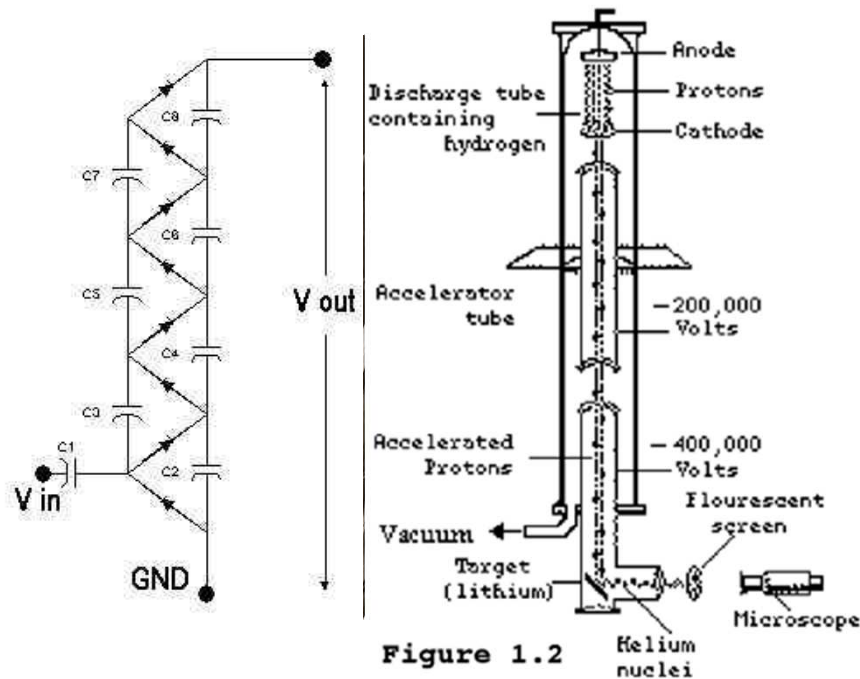 C8
C7
C6
C5
C4
C3
C1
C2
V in
GND
V out
Anode
Discharge tube
containing
hydrogen
Protons
Cathode
Accelerator
tube
—200,000
Volts
Accelerated
Protons
—400,000
Volts
Flourescent
screen
Vacuum
Target
(lithium)
Microscope
Helium
nuclei
Figure 1.2